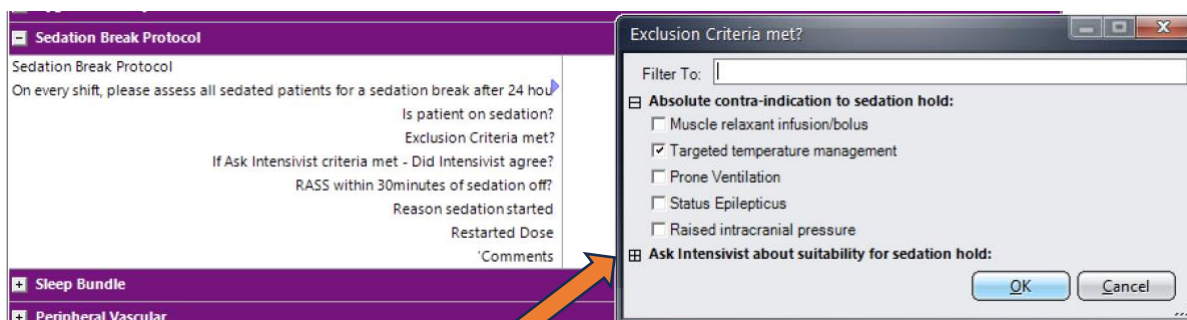 Sedation Break Protocol
Sedation Break Protocol
On every shift, please assess all sedated patients for a sedation break after 24 hou
Is patient on sedation?
Exclusion Criteria met?
If Ask Intensivist criteria met - Did Intensivist agree?
RASS within 30minutes of sedation off?
Reason sedation started
Restarted Dose
'Comments
Sleep Bundle
Peripheral Vascular
Exclusion Criteria met?
Filter To:
Absolute contra-indication to sedation hold:
Muscle relaxant infusion/bolus
Targeted temperature management
Prone Ventilation
Status Epilepticus
Raised intracranial pressure
Ask Intensivist about suitability for sedation hold:
OK Cancel